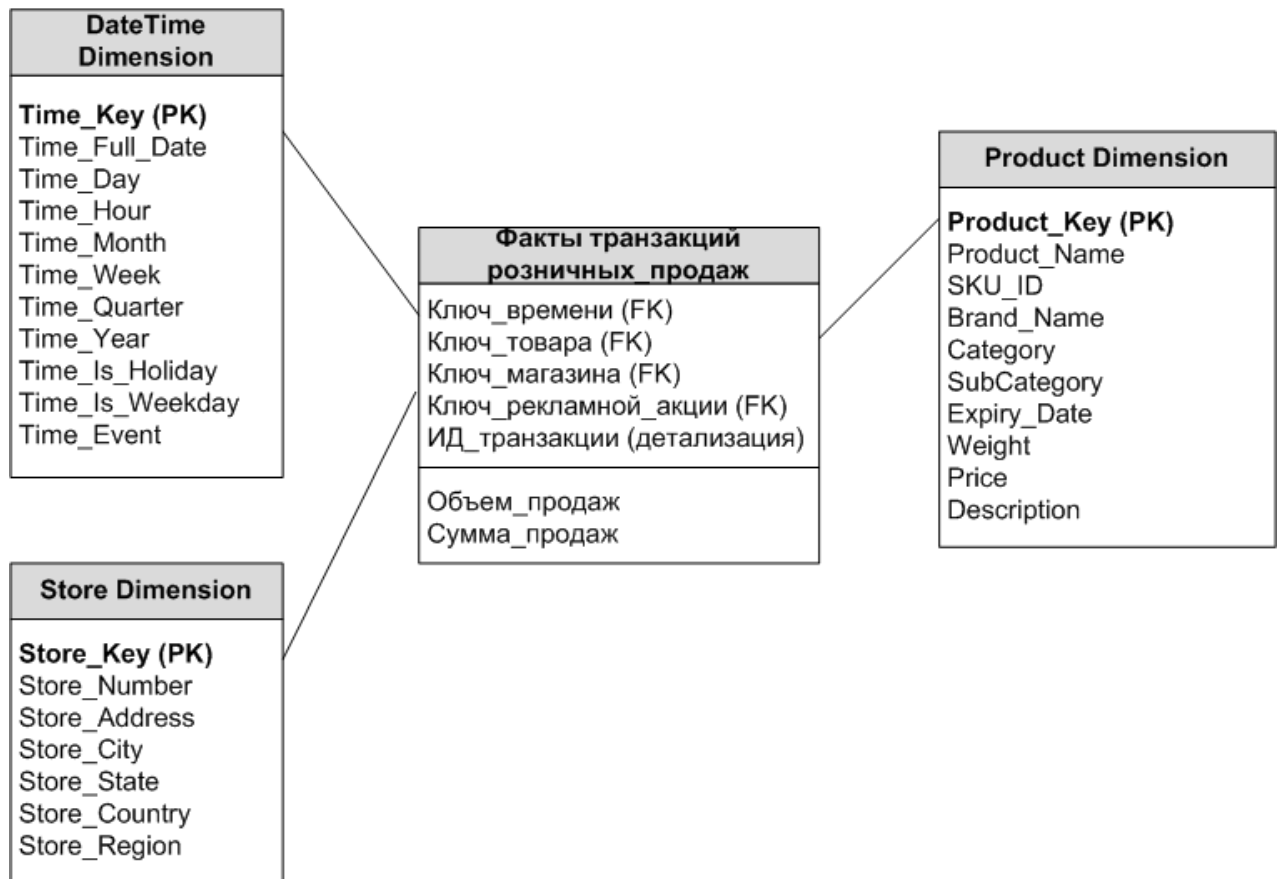 DateTime
Dimension
Time_Key (PK)
Time_Full_Date
Time_Day
Time_Hour
Time_Month
Time_Week
Time_Quarter
Time_Year
Time_Is_Holiday
Time_Is_Weekday
Time_Event
Store Dimension
Store_Key (PK)
Store_Number
Store_Address
Store_City
Store_State
Store_Country
Store_Region
Факты транзакций
розничных_продаж
Ключ_времени (FK)
Ключ_товара (FK)
Ключ_магазина (FK)
Ключ_рекламной_акции (FK)
ИД_транзакции (детализация)
Объем_продаж
Сумма_продаж
Product Dimension
Product_Key (PK)
Product_Name
SKU_ID
Brand_Name
Category
SubCategory
Expiry_Date
Weight
Price
Description